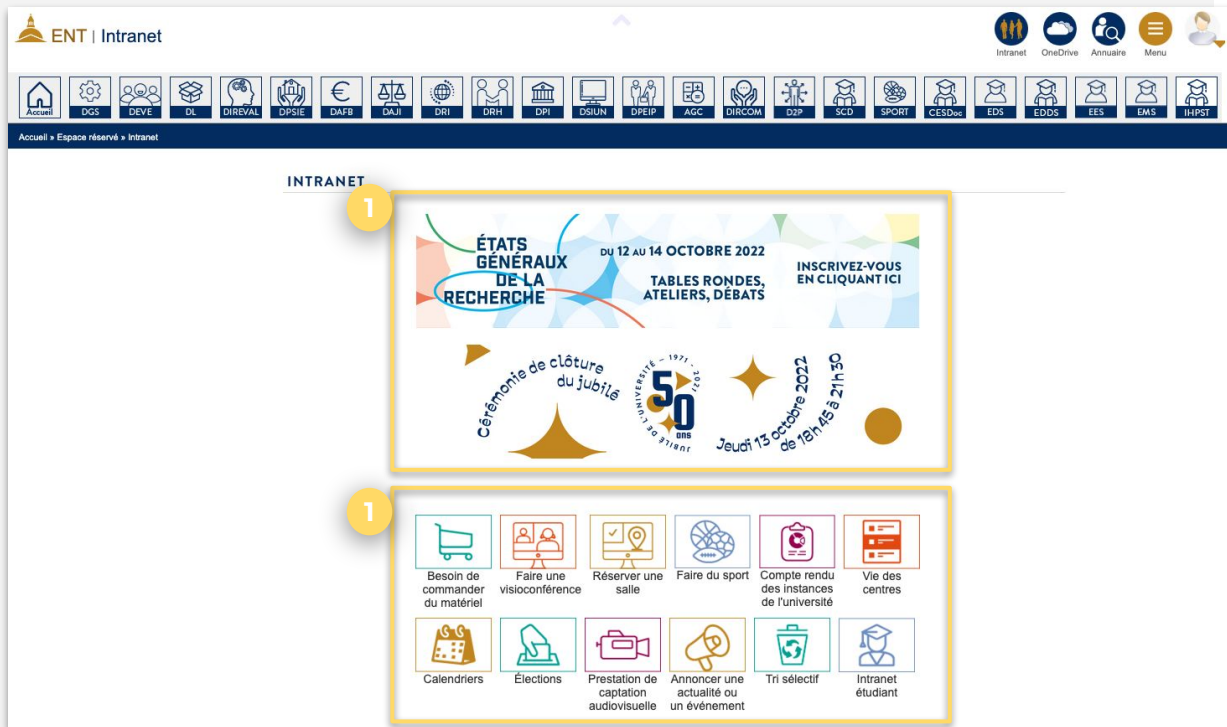 ENT | Intranet
Intranet
OneDrive
Annuaire
Menu
Accueil
DGS
DEVE
DL
DIREVAL
DPSIE
DAFB
DAJI
DRI
DRH
DPI
DSIUN
DPEIP
AGC
DIRCOM
D2P
SCD
SPORT
CESDoc
EDS
EDDS
EES
EMS
IHPST
Accueil » Espace réservé » Intranet
INTRANET
1
ÉTATS
GÉNÉRAUX
DE LA
RECHERCHE
DU 12 AU 14 OCTOBRE 2022
TABLES RONDES,
ATELIERS, DÉBATS
INSCRIVEZ-VOUS
EN CLIQUANT ICI
Cérémonie de clôture
du jubilé
JUBILÉ DE L'UNIVERSITÉ – 1971 - 2021
50
ans
Jeudi 13 octobre 2022
de 18h45 à 21h30
1
Besoin de
commander
du matériel
Faire une
visioconférence
Réserver une
salle
Faire du sport
Compte rendu
des instances
de l'université
Vie des
centres
Calendriers
Élections
Prestation de
captation
audiovisuelle
Annoncer une
actualité ou
un événement
Tri sélectif
Intranet
étudiant